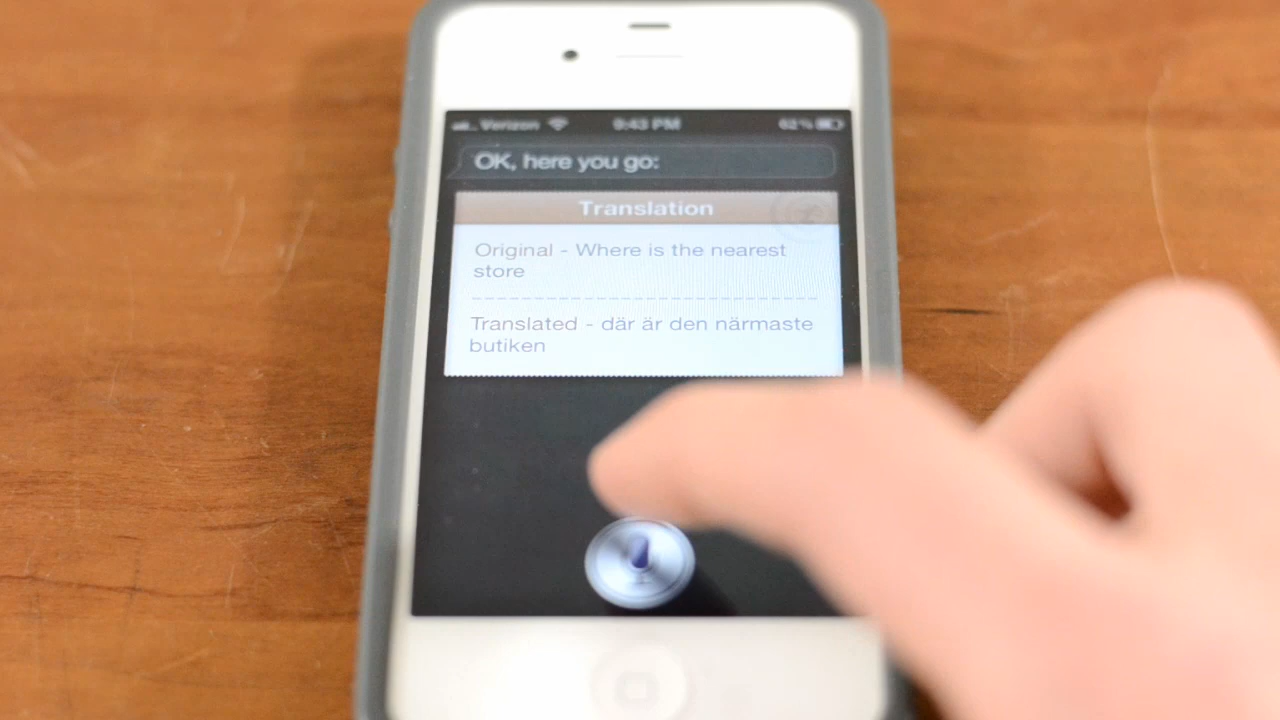 Verizon 9:43 PM 62%
OK, here you go:
Translation
Original - Where is the nearest
store
Translated - där är den närmaste
butiken